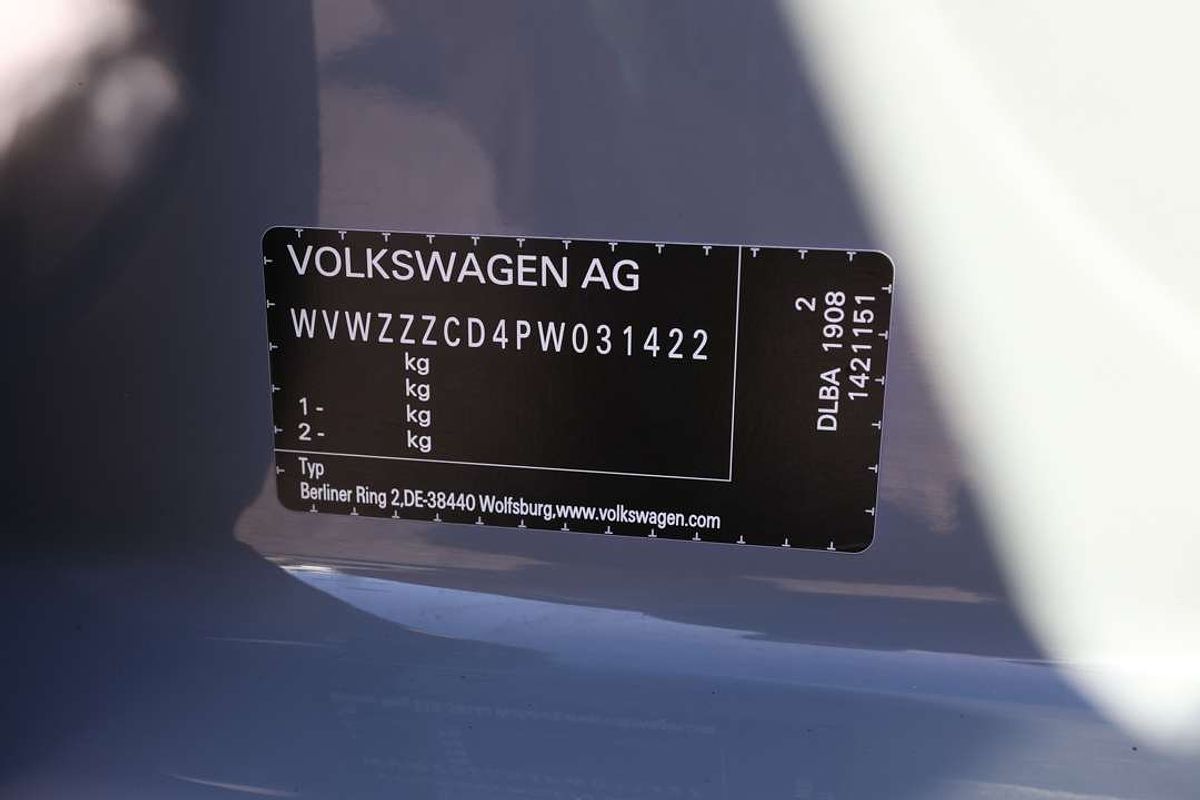 VOLKSWAGEN AG
WVWZZZCD4PW031422
kg
kg
1 - kg
2 - kg
Typ
Berliner Ring 2,DE-38440 Wolfsburg,www.volkswagen.com
2
DLBA 1908
1421151